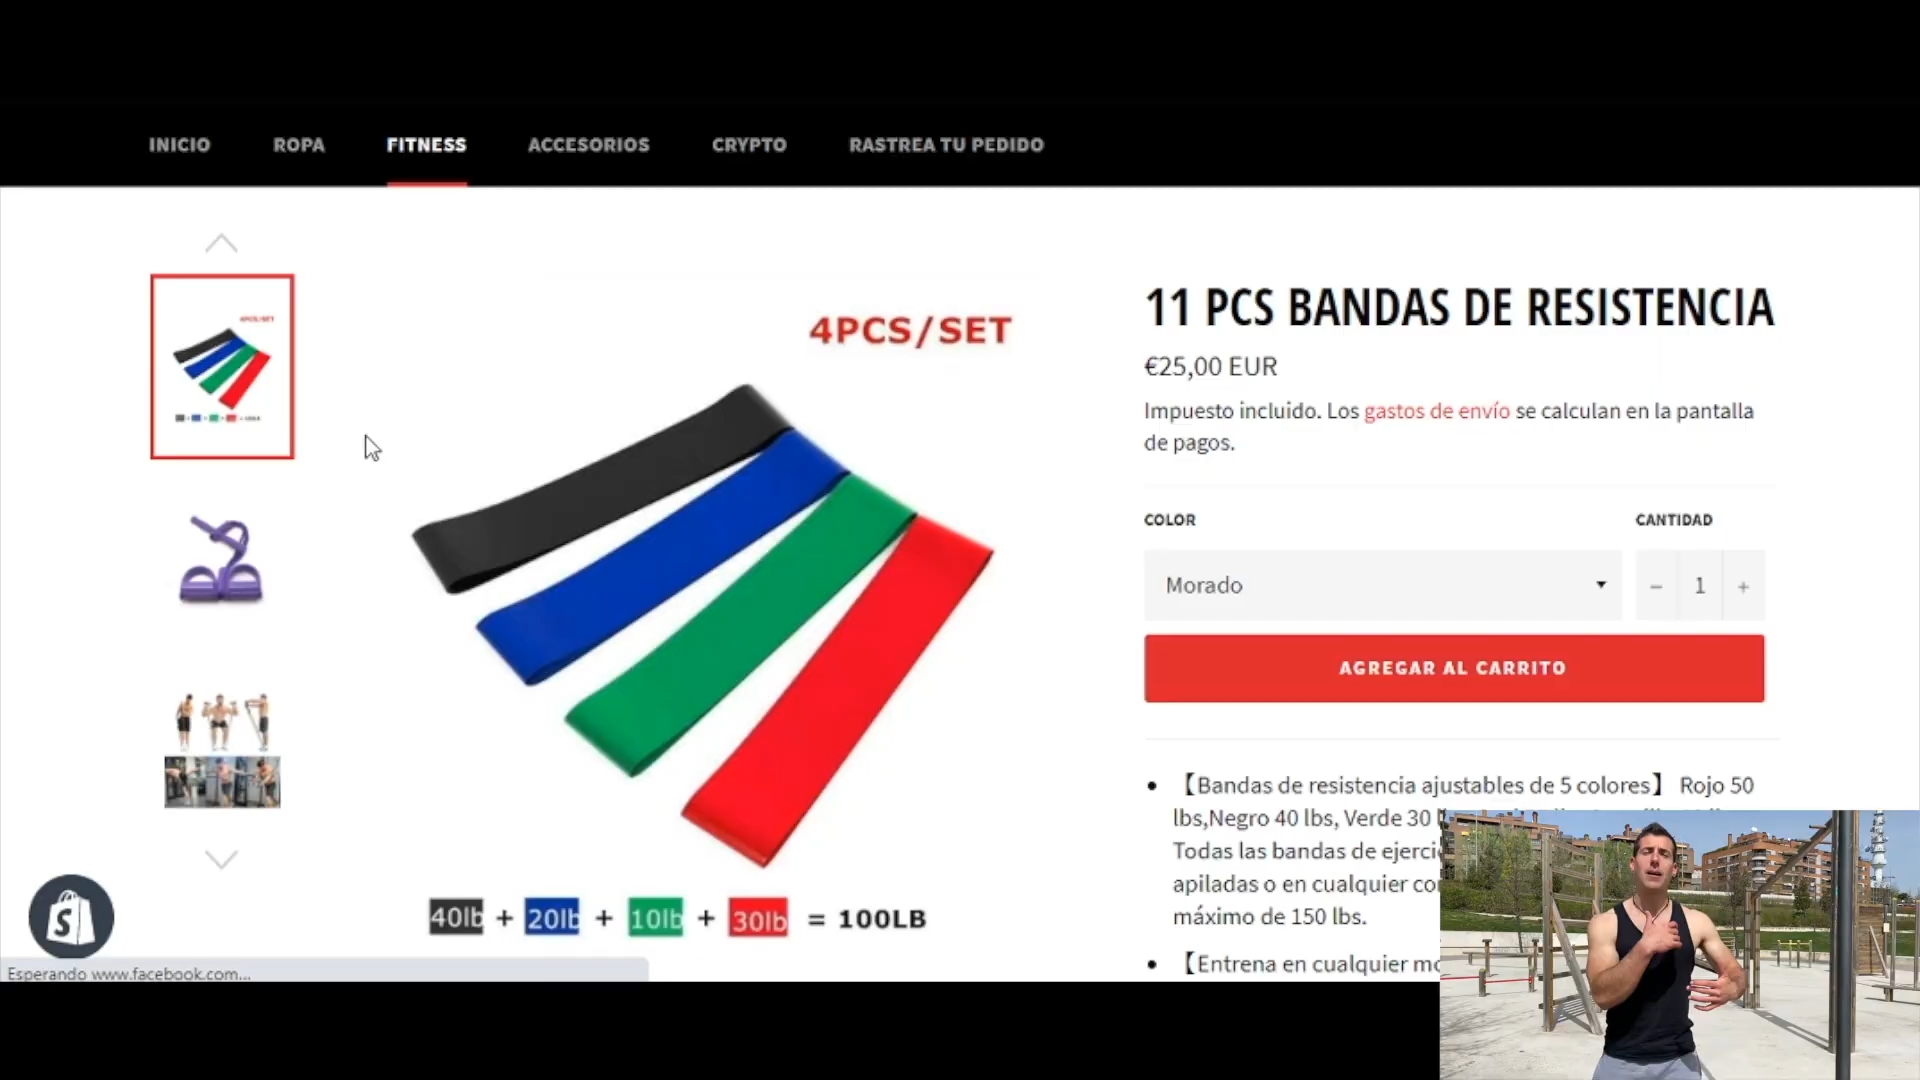 INICIO ROPA FITNESS ACCESORIOS CRYPTO RASTREA TU PEDIDO
4PCS/SET
4PCS/SET
40lb + 20lb + 10lb + 30lb = 100LB
11 PCS BANDAS DE RESISTENCIA
€25,00 EUR
Impuesto incluido. Los gastos de envío se calculan en la pantalla
de pagos.
COLOR CANTIDAD
Morado − 1 +
AGREGAR AL CARRITO
• 【Bandas de resistencia ajustables de 5 colores】 Rojo 50
lbs,Negro 40 lbs, Verde 30
Todas las bandas de
apiladas o en cualquier
máximo de 150 lbs.
• 【Entrena en cualquier
Esperando www.facebook.com...